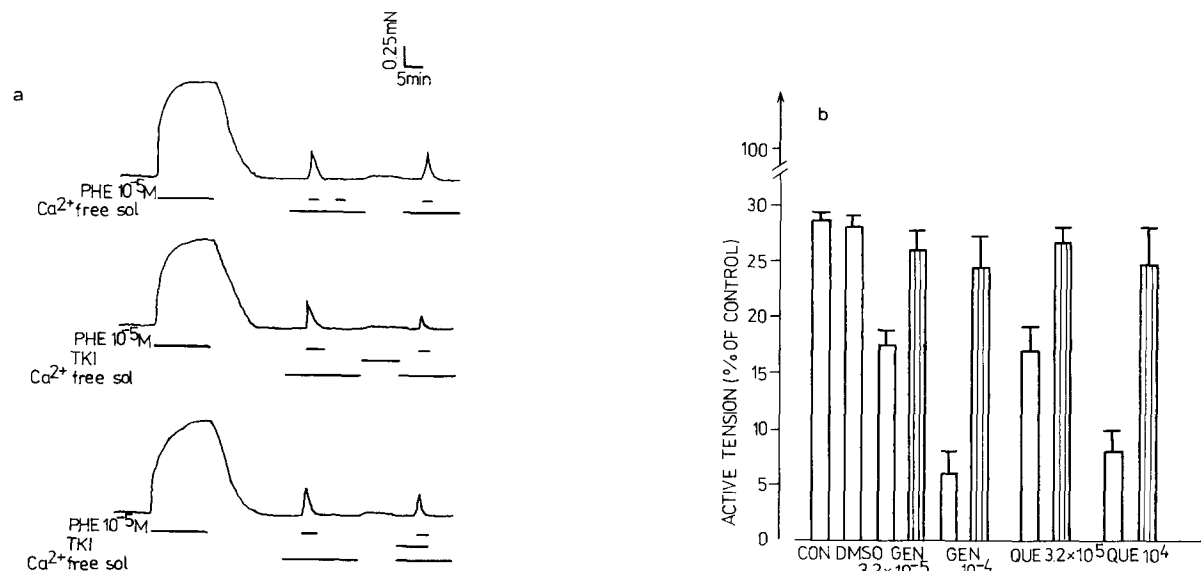 0.25mN
5min
a
PHE 10⁻⁵M
Ca²⁺free sol
PHE 10⁻⁵M
TKI
Ca²⁺ free sol
PHE 10⁻⁵M
TKI
Ca²⁺ free sol
b
ACTIVE TENSION (% OF CONTROL)
100
30
25
20
15
10
5
0
CON DMSO GEN GEN QUE 3.2×10⁵ QUE 10⁴
3.2×10⁻⁵ 10⁻⁴